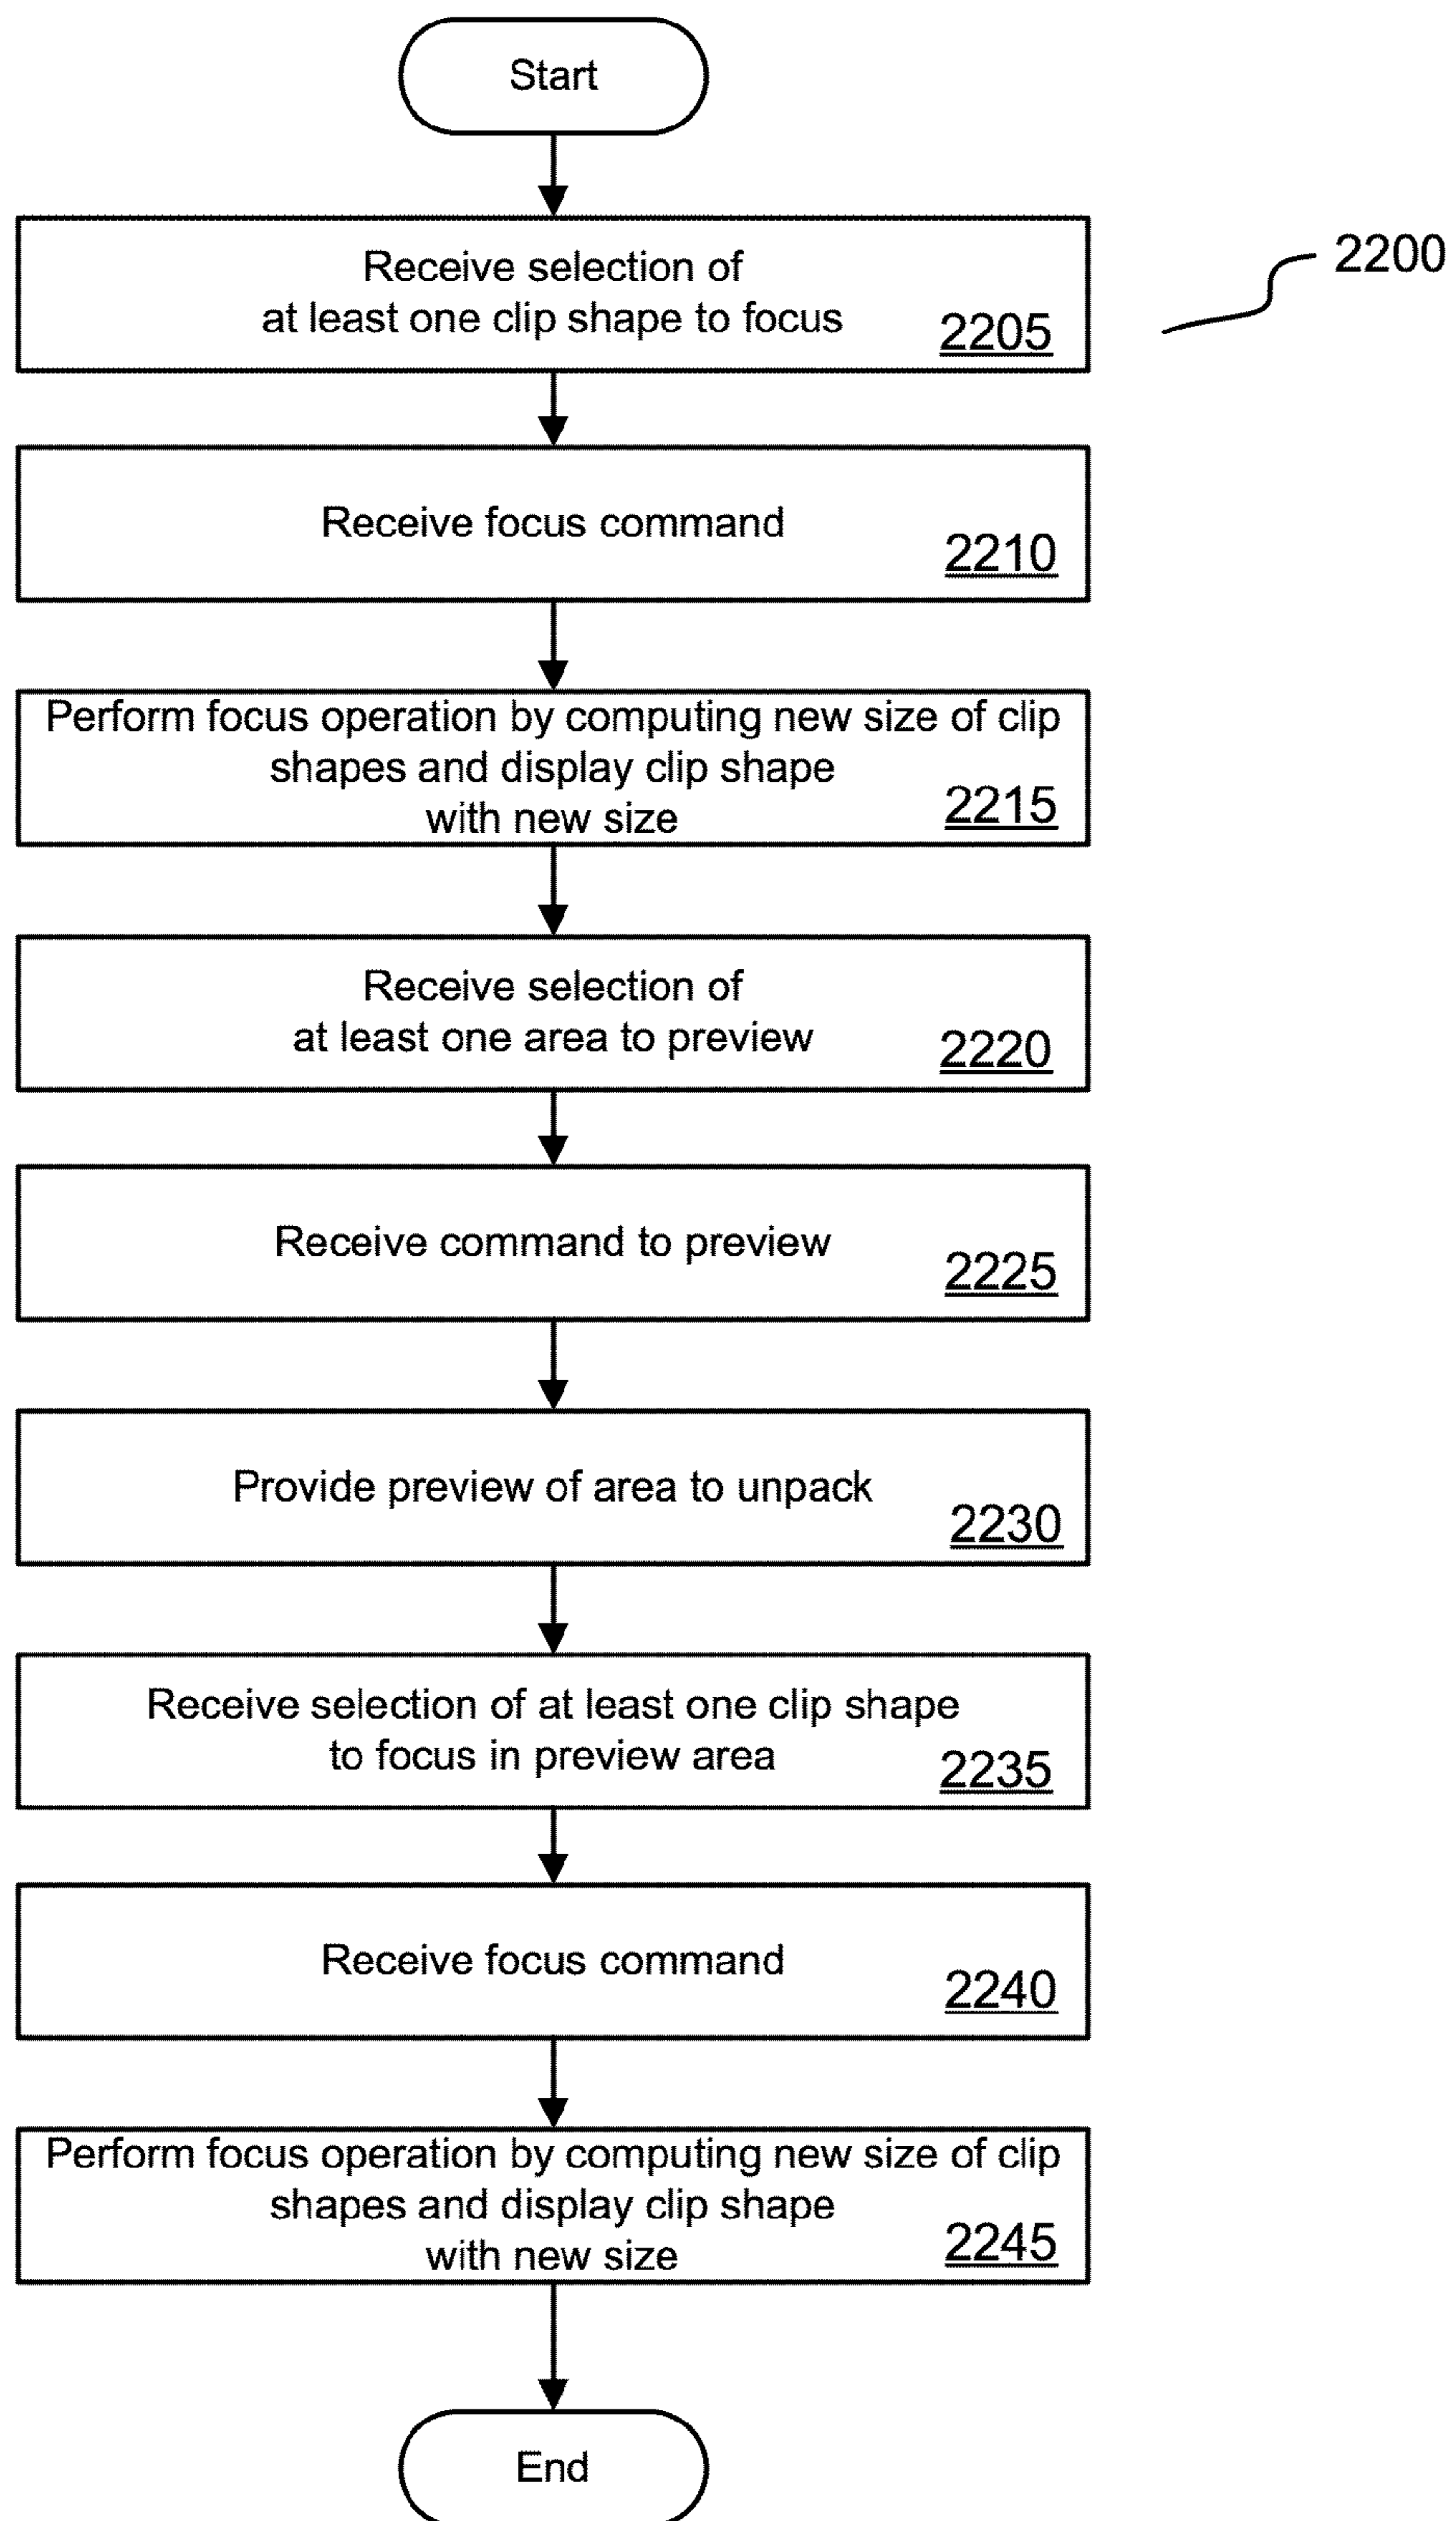 Start
2200
Receive selection of
at least one clip shape to focus
2205
Receive focus command
2210
Perform focus operation by computing new size of clip
shapes and display clip shape
with new size
2215
Receive selection of
at least one area to preview
2220
Receive command to preview
2225
Provide preview of area to unpack
2230
Receive selection of at least one clip shape
to focus in preview area
2235
Receive focus command
2240
Perform focus operation by computing new size of clip
shapes and display clip shape
with new size
2245
End